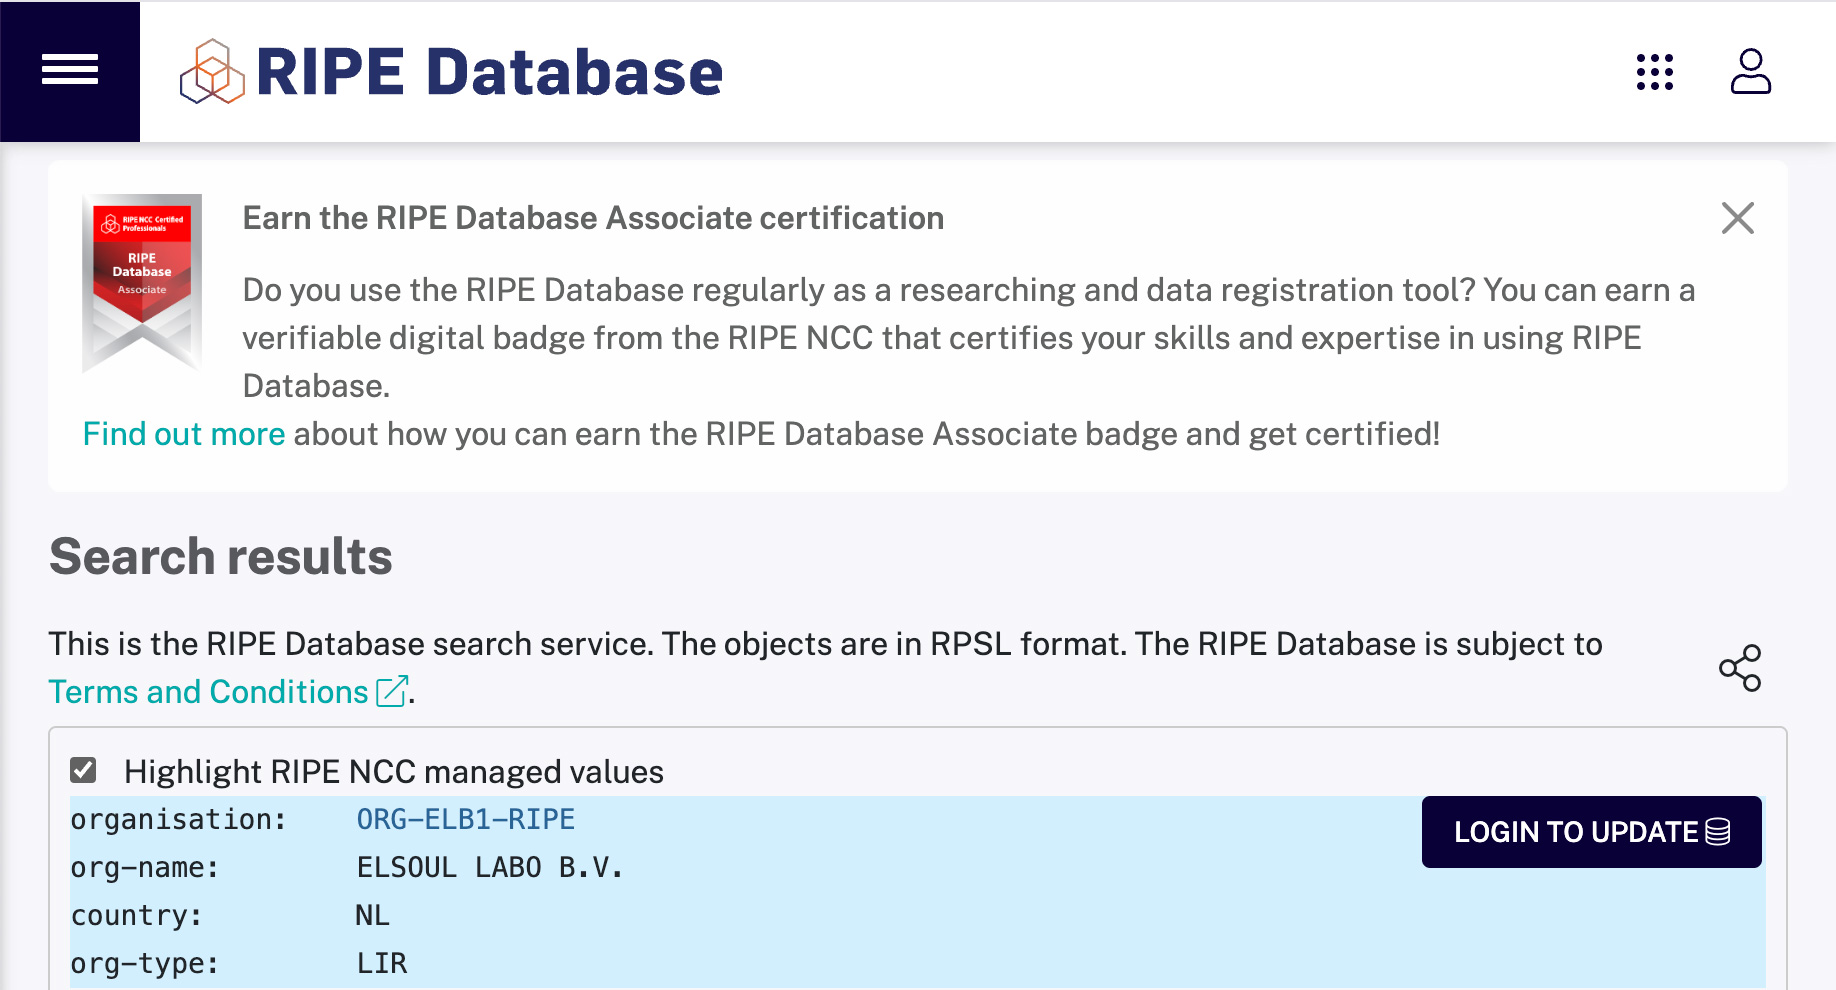 RIPE Database
RIPE NCC Certified
Professionals
RIPE
Database
Associate
Earn the RIPE Database Associate certification
Do you use the RIPE Database regularly as a researching and data registration tool? You can earn a
verifiable digital badge from the RIPE NCC that certifies your skills and expertise in using RIPE
Database.
Find out more about how you can earn the RIPE Database Associate badge and get certified!
Search results
This is the RIPE Database search service. The objects are in RPSL format. The RIPE Database is subject to
Terms and Conditions.
Highlight RIPE NCC managed values
organisation: ORG-ELB1-RIPE
LOGIN TO UPDATE
org-name: ELSOUL LABO B.V.
country: NL
org-type: LIR